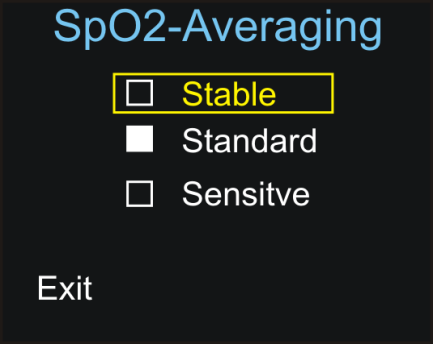 SpO2-Averaging
Stable
Standard
Sensitve
Exit